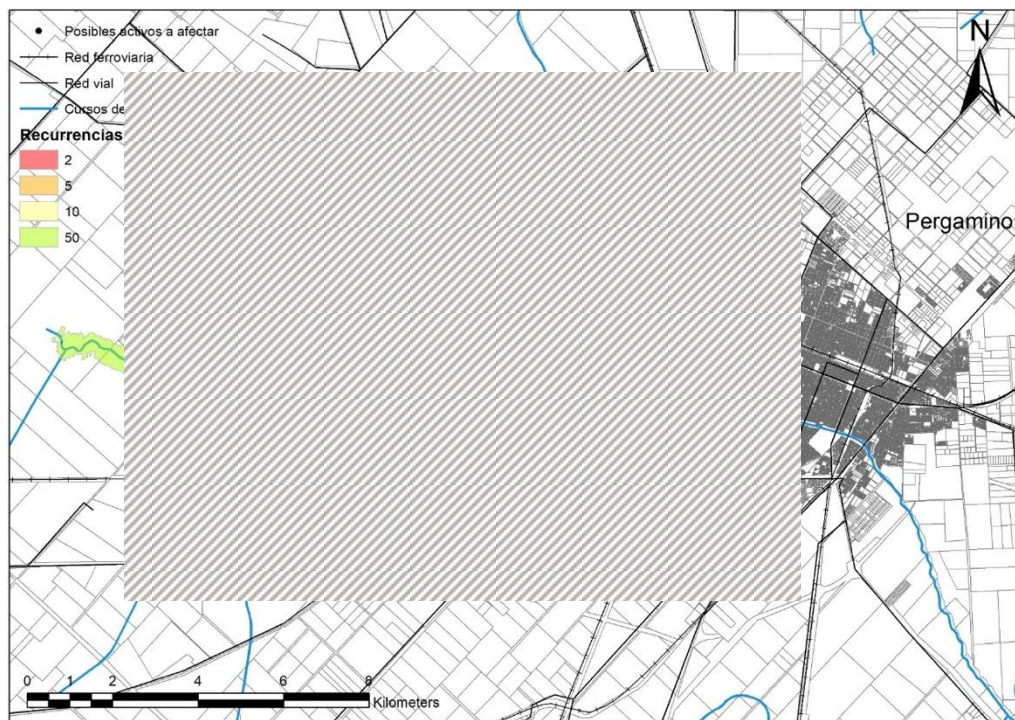 Posibles activos a afectar
Red ferroviaria
Red vial
Cursos de
Recurrencias
2
5
10
50
N
Pergamino
0 1 2 4 6 8
Kilometers